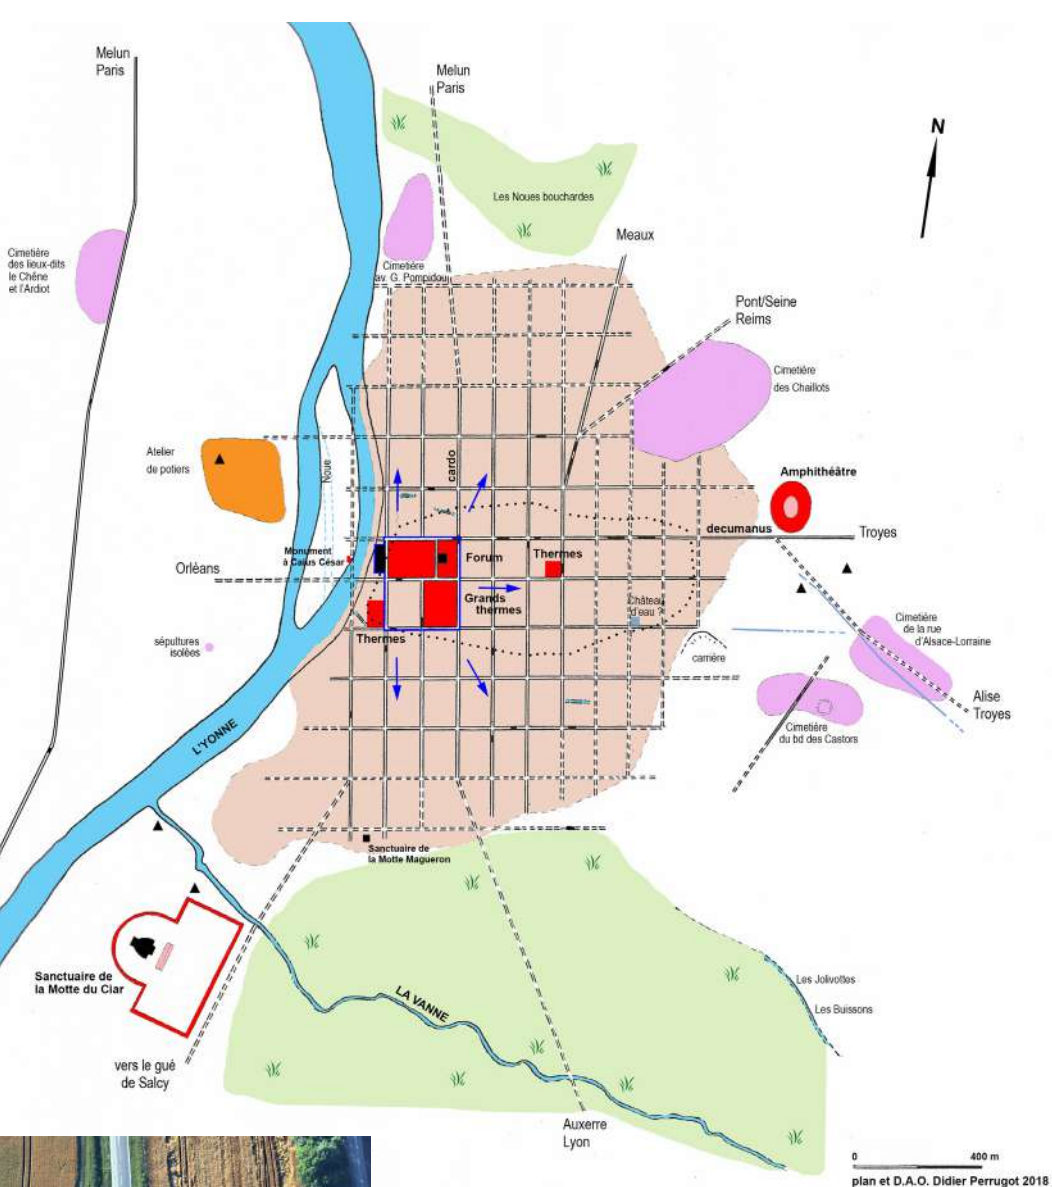 Melun
Paris
Melun
Paris
N
Les Noues bouchardes
Meaux
Cimetière
des lieux-dits
le Chêne
et l'Ardiot
Cimetière
av. G. Pompidou
Pont/Seine
Reims
Cimetière
des Chaillots
Atelier
de potiers
Noue
cardo
Amphithéâtre
decumanus
Troyes
Monument
à Caius César
Orléans
Forum
Thermes
Grands
thermes
Château
d'eau ?
Thermes
sépultures
isolées
carrière
Cimetière
de la rue
d'Alsace-Lorraine
Alise
Troyes
Cimetière
du bd des Castors
L'YONNE
Sanctuaire de
la Motte Magueron
Sanctuaire de
la Motte du Ciar
LA VANNE
Les Jolivottes
Les Buissons
vers le gué
de Salcy
Auxerre
Lyon
0 400 m
plan et D.A.O. Didier Perrugot 2018